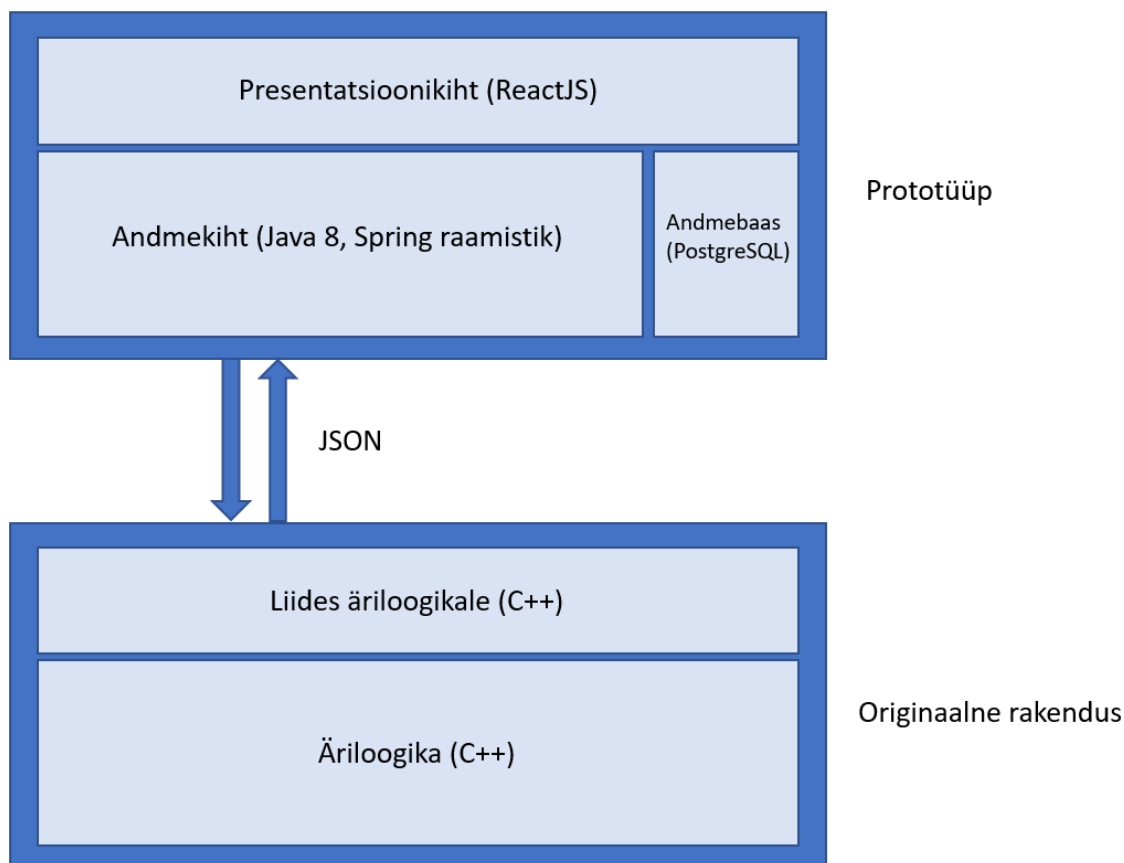 Presentatsioonikiht (ReactJS)
Andmekiht (Java 8, Spring raamistik)
Andmebaas
(PostgreSQL)
Prototüüp
JSON
Liides äriloogikale (C++)
Äriloogika (C++)
Originaalne rakendus